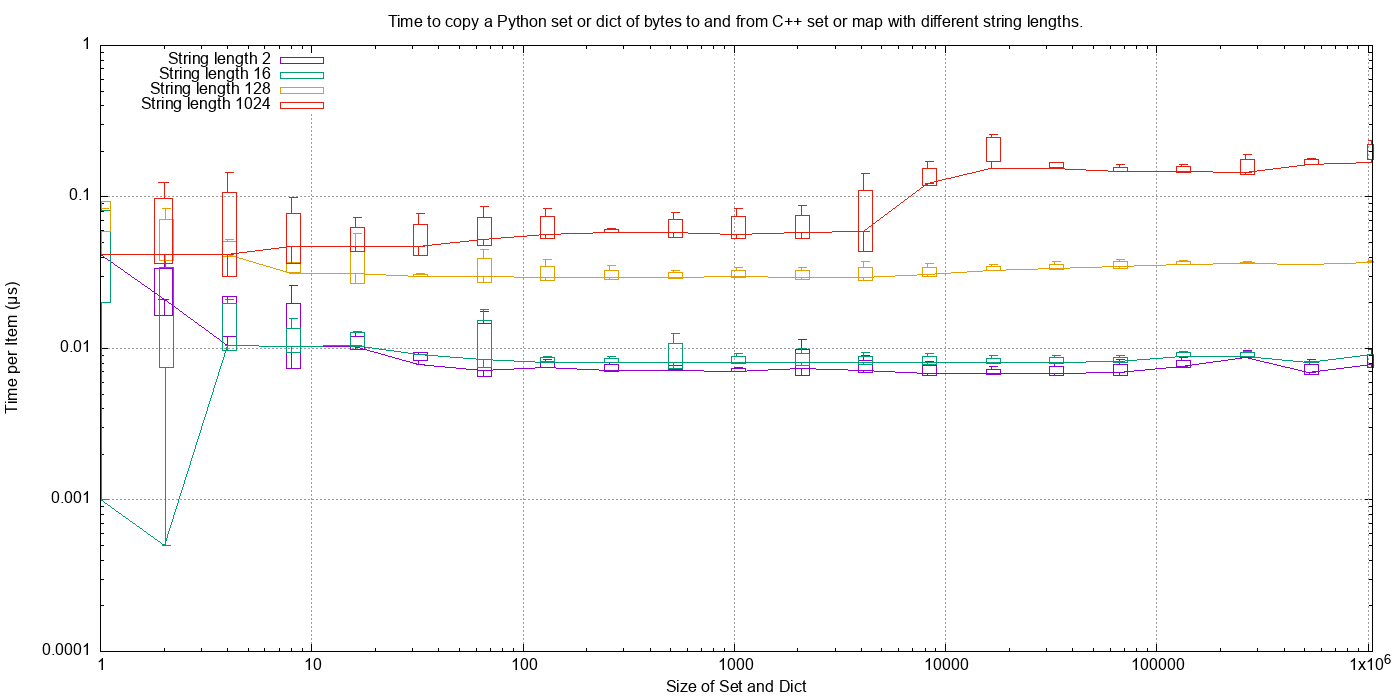 Time to copy a Python set or dict of bytes to and from C++ set or map with different string lengths.
1
0.1
0.01
0.001
0.0001
Time per Item (µs)
String length 2
String length 16
String length 128
String length 1024
1 10 100 1000 10000 100000 1x10⁶
Size of Set and Dict